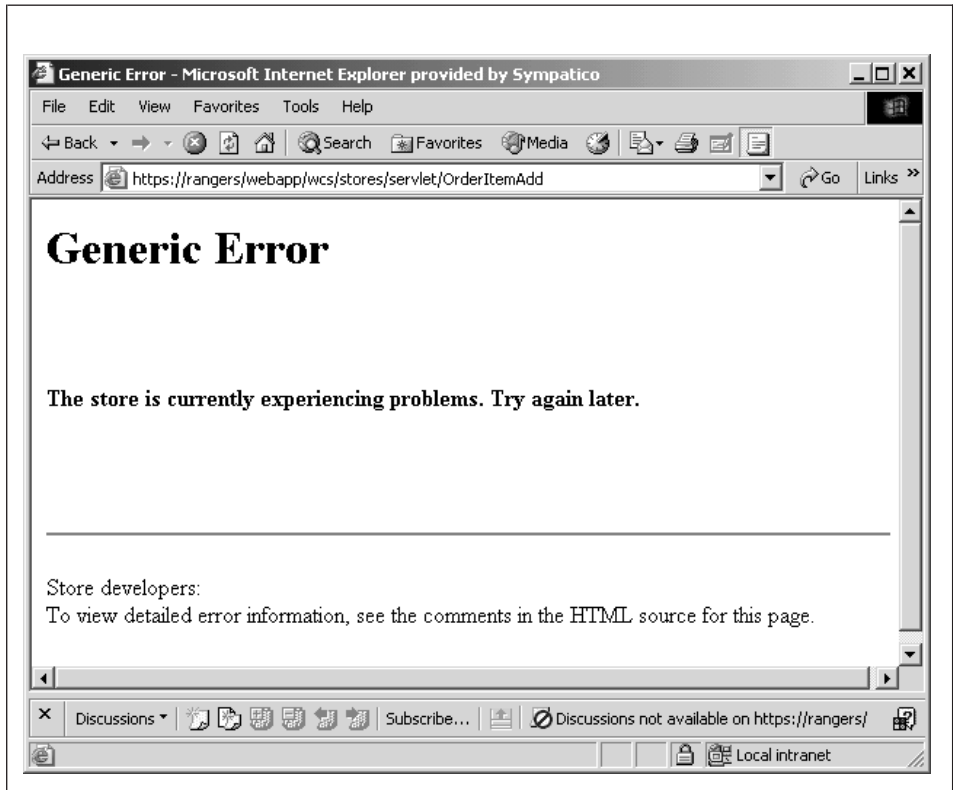 Generic Error - Microsoft Internet Explorer provided by Sympatico
File Edit View Favorites Tools Help
Back Search Favorites Media
Address https://rangers/webapp/wcs/stores/servlet/OrderItemAdd Go Links »
Generic Error
The store is currently experiencing problems. Try again later.
Store developers:
To view detailed error information, see the comments in the HTML source for this page.
Discussions Subscribe... Discussions not available on https://rangers/
Local intranet